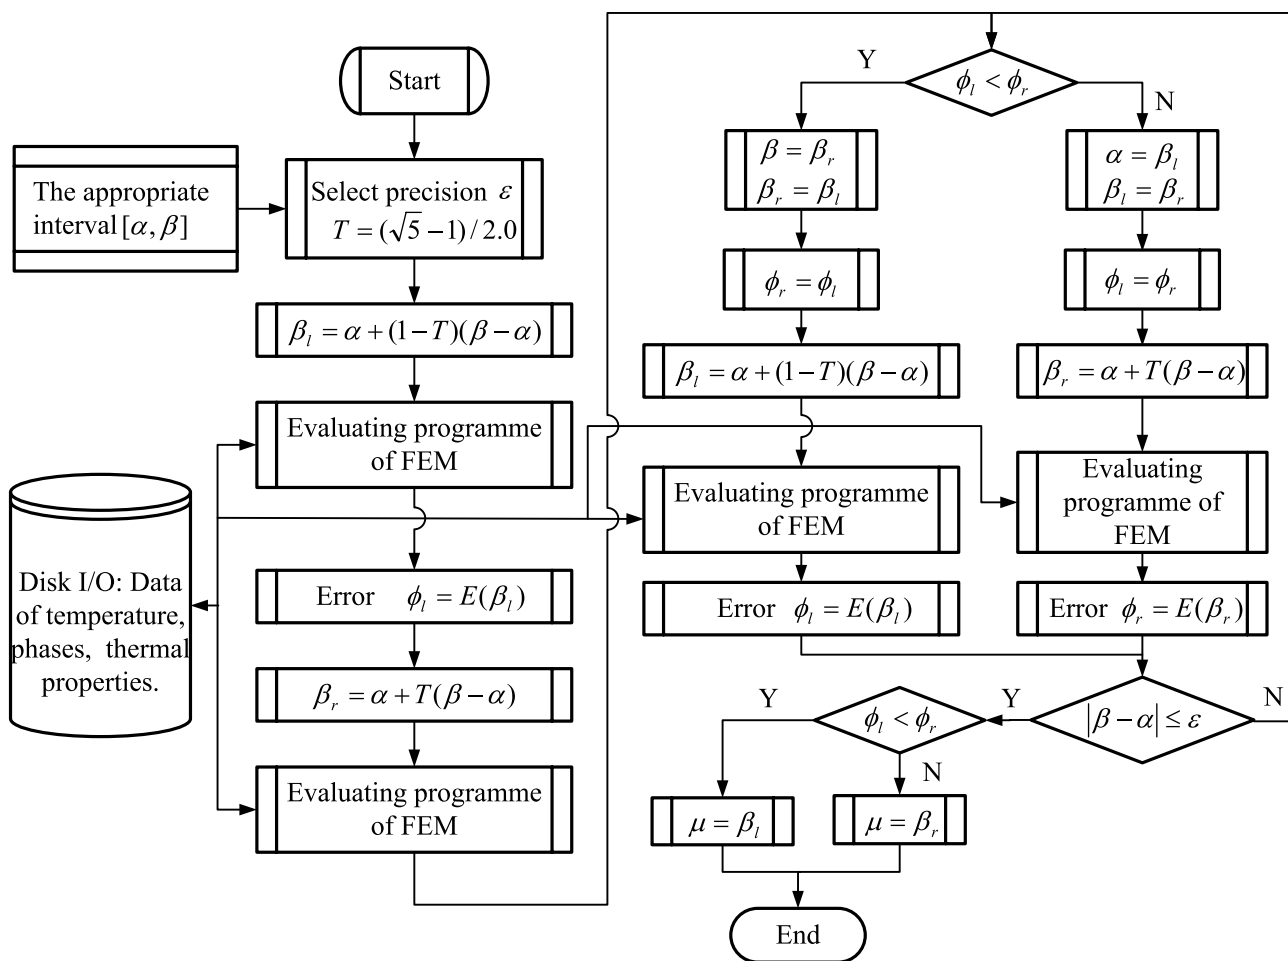 Start
The appropriate
interval [α, β]
Select precision ε
T = (√5 −1) / 2.0
β_l = α + (1−T)(β−α)
Evaluating programme
of FEM
Disk I/O: Data
of temperature,
phases, thermal
properties.
Error ϕ_l = E(β_l)
β_r = α + T(β−α)
Evaluating programme
of FEM
ϕ_l < ϕ_r
Y
N
β = β_r
β_r = β_l
ϕ_r = ϕ_l
β_l = α + (1−T)(β−α)
Evaluating programme
of FEM
Error ϕ_l = E(β_l)
α = β_l
β_l = β_r
ϕ_l = ϕ_r
β_r = α + T(β−α)
Evaluating
programme of
FEM
Error ϕ_r = E(β_r)
|β−α| ≤ ε
Y
N
ϕ_l < ϕ_r
Y
N
μ = β_l
μ = β_r
End